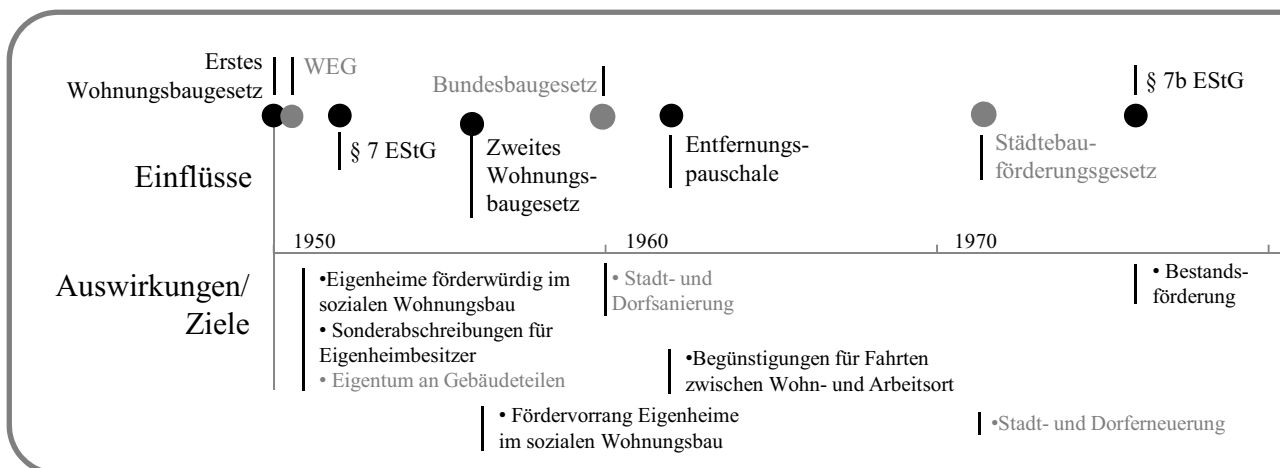 Erstes
Wohnungsbaugesetz
WEG
§ 7 EStG
Bundesbaugesetz
Zweites
Wohnungs-
baugesetz
Entfernungs-
pauschale
Städtebau-
förderungsgesetz
§ 7b EStG
Einflüsse
1950
1960
1970
Auswirkungen/
Ziele
•Eigenheime förderwürdig im
sozialen Wohnungsbau
• Sonderabschreibungen für
Eigenheimbesitzer
• Eigentum an Gebäudeteilen
• Fördervorrang Eigenheime
im sozialen Wohnungsbau
• Stadt- und
Dorfsanierung
•Begünstigungen für Fahrten
zwischen Wohn- und Arbeitsort
•Stadt- und Dorferneuerung
• Bestands-
förderung